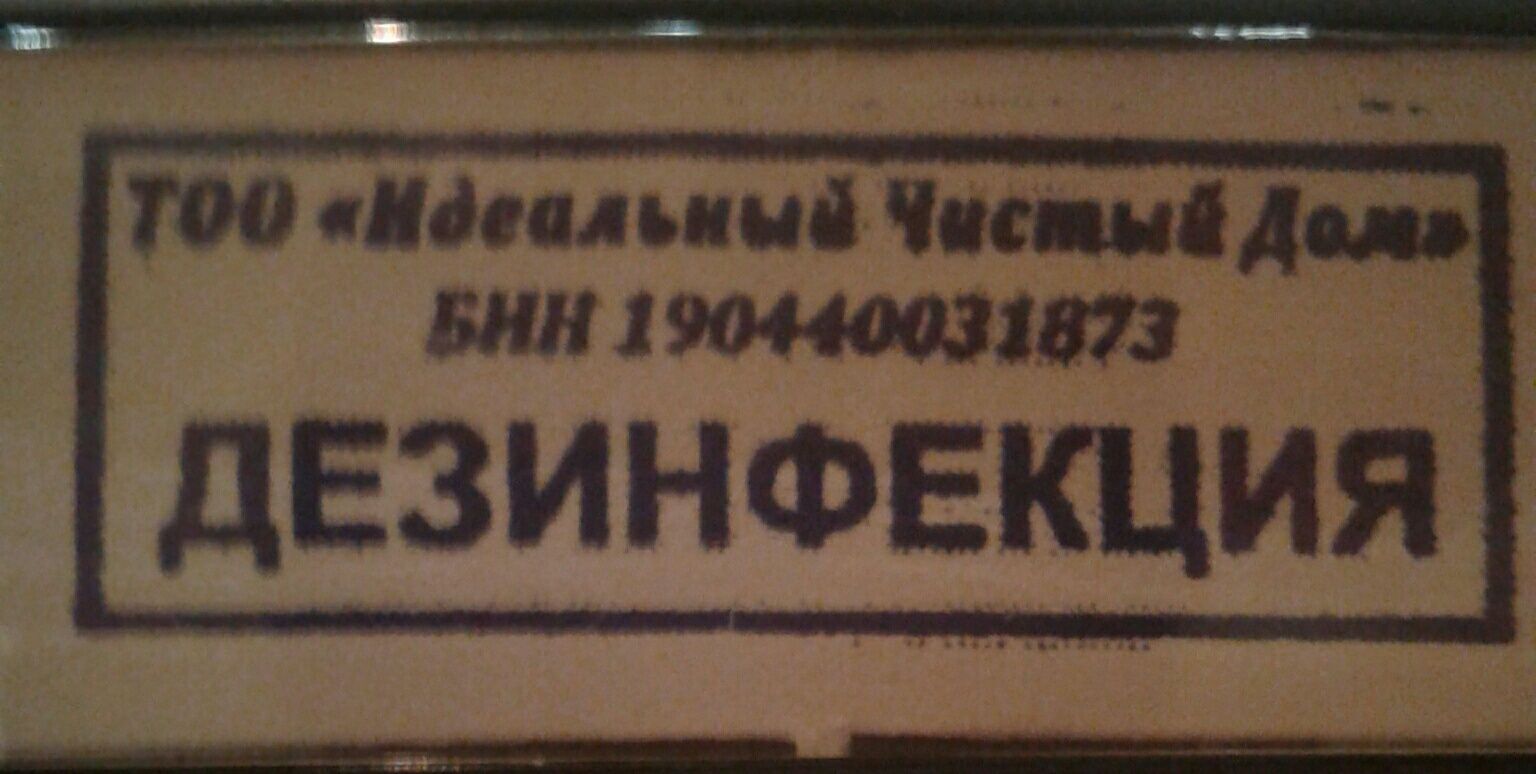 ТОО «Идеальный Чистый Дом»
БИН 190440031873
ДЕЗИНФЕКЦИЯ